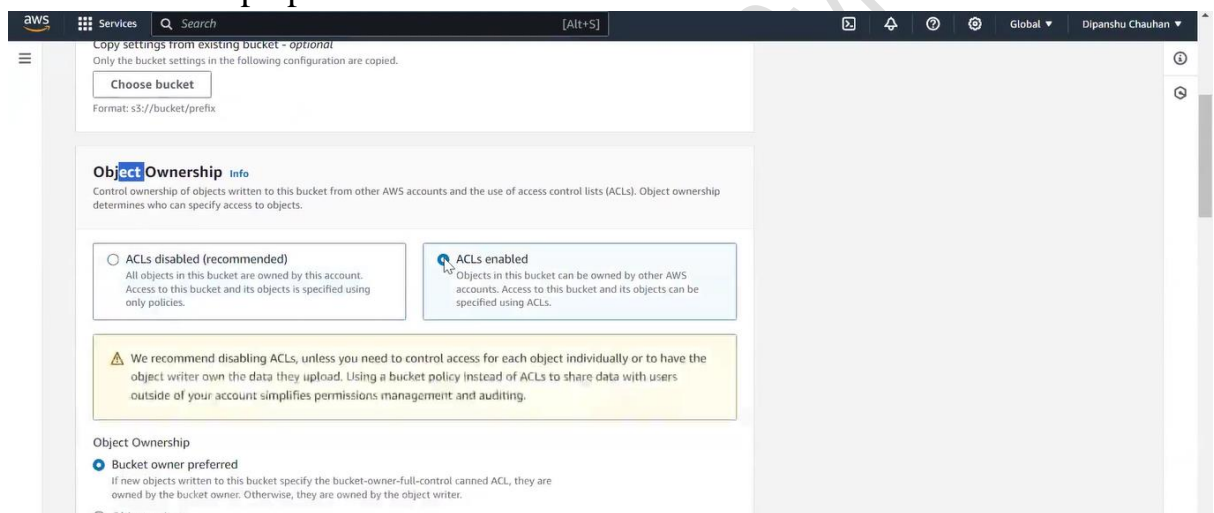 aws
Services
Search
[Alt+S]
Global ▼
Dipanshu Chauhan ▼
Copy settings from existing bucket - optional
Only the bucket settings in the following configuration are copied.
Choose bucket
Format: s3://bucket/prefix
Object Ownership Info
Control ownership of objects written to this bucket from other AWS accounts and the use of access control lists (ACLs). Object ownership
determines who can specify access to objects.
ACLs disabled (recommended)
All objects in this bucket are owned by this account.
Access to this bucket and its objects is specified using
only policies.
ACLs enabled
Objects in this bucket can be owned by other AWS
accounts. Access to this bucket and its objects can be
specified using ACLs.
We recommend disabling ACLs, unless you need to control access for each object individually or to have the
object writer own the data they upload. Using a bucket policy instead of ACLs to share data with users
outside of your account simplifies permissions management and auditing.
Object Ownership
Bucket owner preferred
If new objects written to this bucket specify the bucket-owner-full-control canned ACL, they are
owned by the bucket owner. Otherwise, they are owned by the object writer.